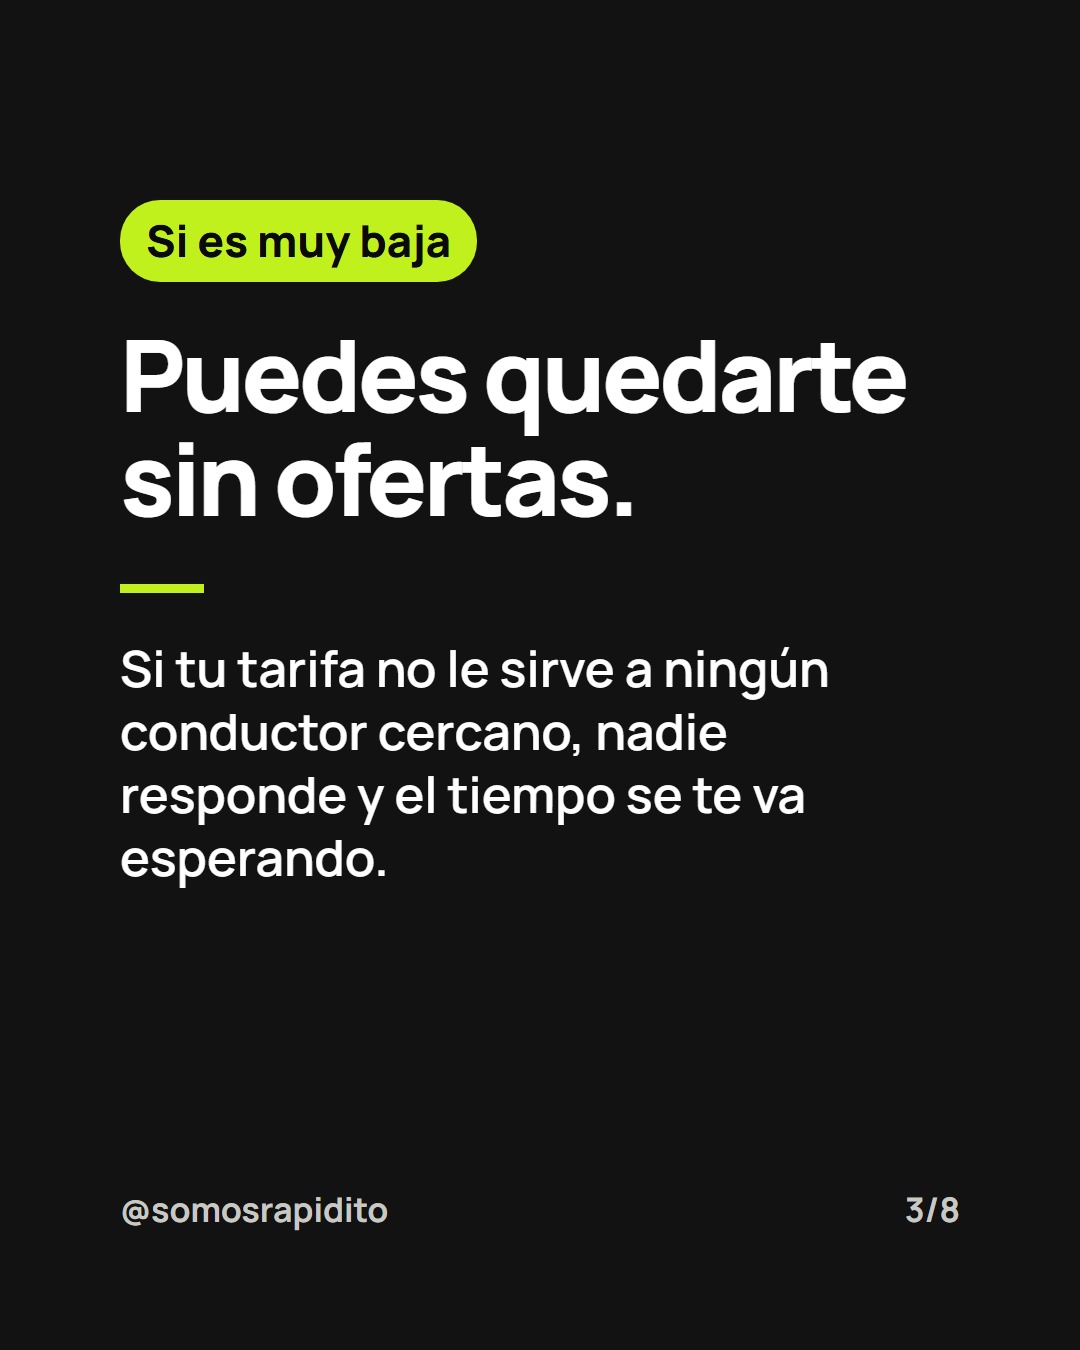 Si es muy baja
Puedes quedarte
sin ofertas.
Si tu tarifa no le sirve a ningún
conductor cercano, nadie
responde y el tiempo se te va
esperando.
@somosrapidito
3/8